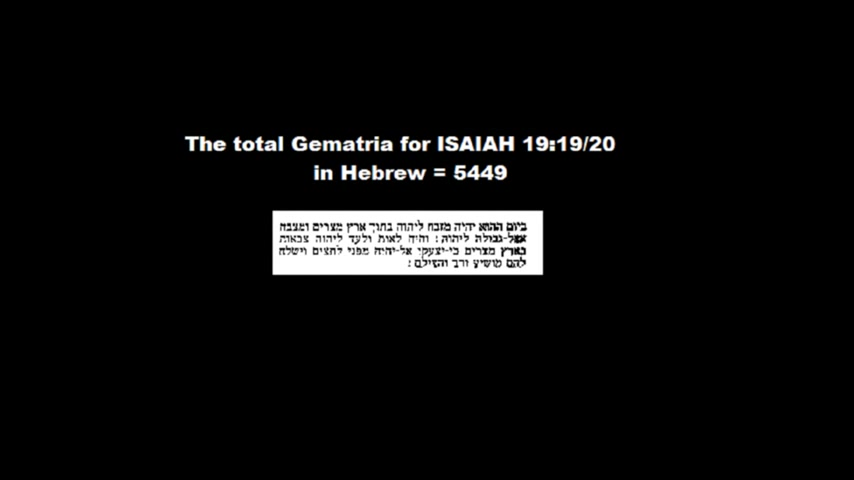 The total Gematria for ISAIAH 19:19/20
in Hebrew = 5449
ביום ההוא יהיה מזבח ליהוה בתוך ארץ מצרים ומצבה
אצל-גבולה ליהוה : והיה לאות ולעד ליהוה צבאות
בארץ מצרים כי-יצעקו אל-יהוה מפני לחצים וישלח
להם מושיע ורב והצילם :